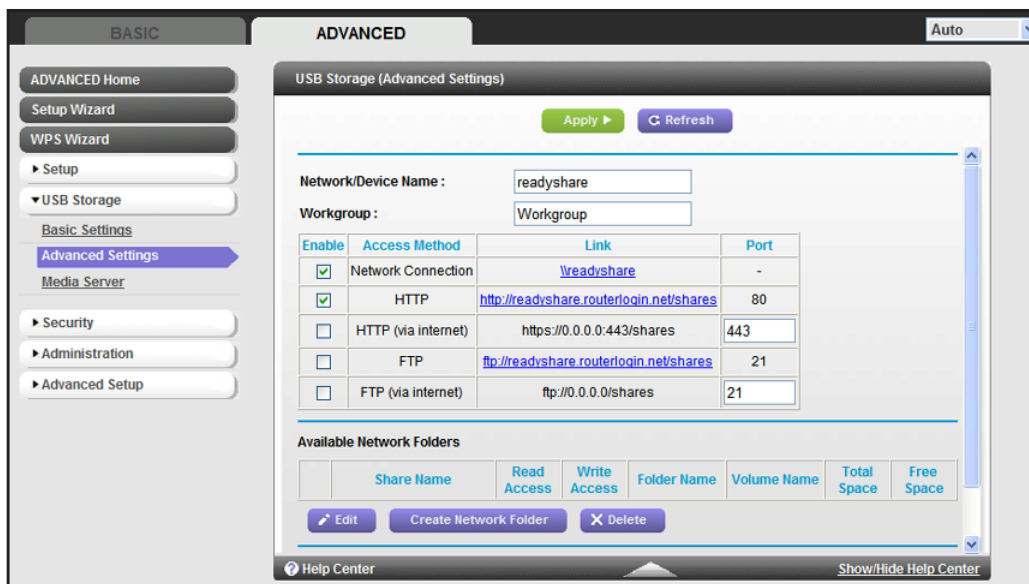 BASIC
ADVANCED
Auto
ADVANCED Home
Setup Wizard
WPS Wizard
Setup
USB Storage
Basic Settings
Advanced Settings
Media Server
Security
Administration
Advanced Setup
USB Storage (Advanced Settings)
Apply
Refresh
Network/Device Name : readyshare
Workgroup : Workgroup
Enable Access Method Link Port
Network Connection \\readyshare -
HTTP http://readyshare.routerlogin.net/shares 80
HTTP (via internet) https://0.0.0.0:443/shares 443
FTP ftp://readyshare.routerlogin.net/shares 21
FTP (via internet) ftp://0.0.0.0/shares 21
Available Network Folders
Share Name Read Access Write Access Folder Name Volume Name Total Space Free Space
Edit Create Network Folder Delete
Help Center Show/Hide Help Center